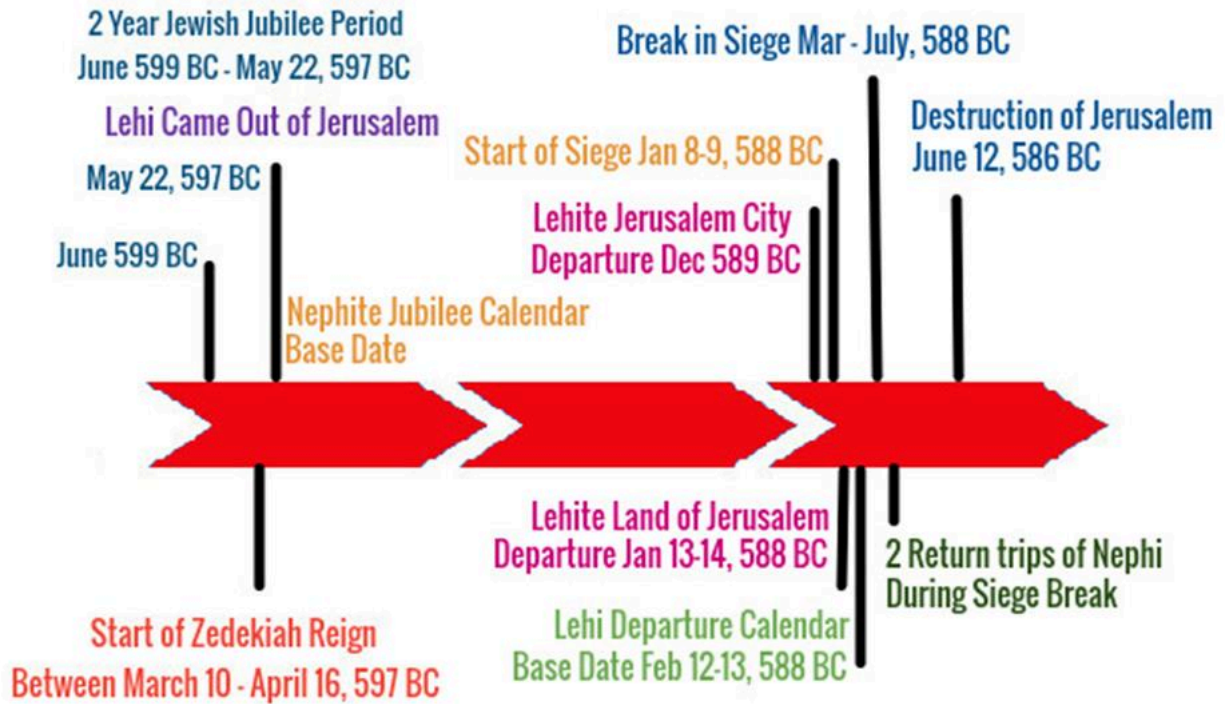 2 Year Jewish Jubilee Period
June 599 BC - May 22, 597 BC
Lehi Came Out of Jerusalem
May 22, 597 BC
June 599 BC
Nephite Jubilee Calendar
Base Date
Break in Siege Mar - July, 588 BC
Start of Siege Jan 8-9, 588 BC
Lehite Jerusalem City
Departure Dec 589 BC
Destruction of Jerusalem
June 12, 586 BC
Start of Zedekiah Reign
Between March 10 - April 16, 597 BC
Lehite Land of Jerusalem
Departure Jan 13-14, 588 BC
Lehi Departure Calendar
Base Date Feb 12-13, 588 BC
2 Return trips of Nephi
During Siege Break